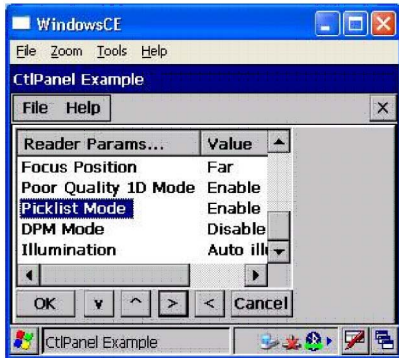 WindowsCE
File Zoom Tools Help
CtlPanel Example
File Help
Reader Params... Value
Focus Position Far
Poor Quality 1D Mode Enable
Picklist Mode Enable
DPM Mode Disable
Illumination Auto illu
OK v ^ > < Cancel
CtlPanel Example